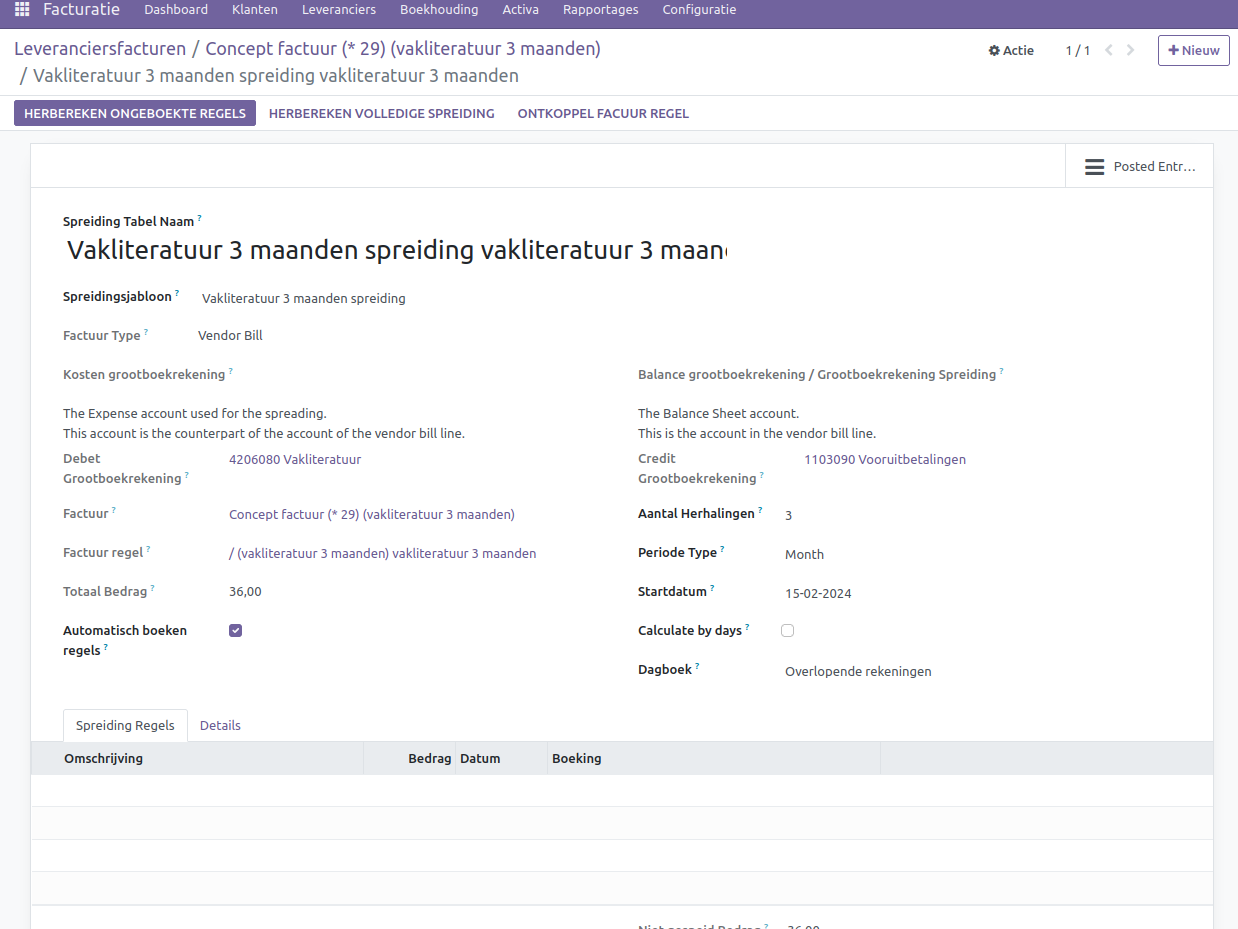 Facturatie Dashboard Klanten Leveranciers Boekhouding Activa Rapportages Configuratie
Leveranciersfacturen / Concept factuur (* 29) (vakliteratuur 3 maanden)
/ Vakliteratuur 3 maanden spreiding vakliteratuur 3 maanden
Actie 1 / 1 Nieuw
HERBEREKEN ONGEBOEKTE REGELS HERBEREKEN VOLLEDIGE SPREIDING ONTKOPPEL FACUUR REGEL
Posted Entr...
Spreiding Tabel Naam ?
Vakliteratuur 3 maanden spreiding vakliteratuur 3 maan
Spreidingsjabloon ? Vakliteratuur 3 maanden spreiding
Factuur Type ? Vendor Bill
Kosten grootboekrekening ?
The Expense account used for the spreading.
This account is the counterpart of the account of the vendor bill line.
Debet
Grootboekrekening ? 4206080 Vakliteratuur
Factuur ? Concept factuur (* 29) (vakliteratuur 3 maanden)
Factuur regel ? / (vakliteratuur 3 maanden) vakliteratuur 3 maanden
Totaal Bedrag ? 36,00
Automatisch boeken
regels ?
Balance grootboekrekening / Grootboekrekening Spreiding ?
The Balance Sheet account.
This is the account in the vendor bill line.
Credit
Grootboekrekening ? 1103090 Vooruitbetalingen
Aantal Herhalingen ? 3
Periode Type ? Month
Startdatum ? 15-02-2024
Calculate by days ?
Dagboek ? Overlopende rekeningen
Spreiding Regels Details
Omschrijving Bedrag Datum Boeking